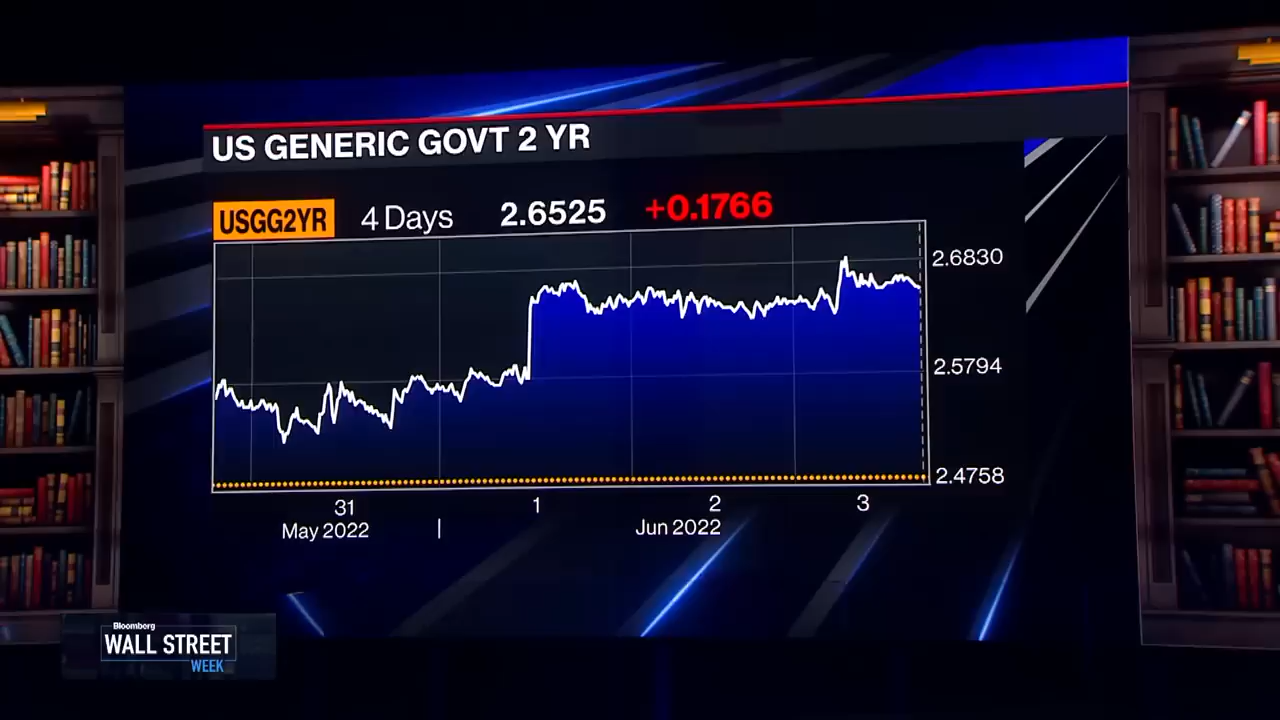 US GENERIC GOVT 2 YR
USGG2YR 4 Days 2.6525 +0.1766
2.6830
2.5794
2.4758
31 1 2 3
May 2022 | Jun 2022
Bloomberg
WALL STREET
WEEK